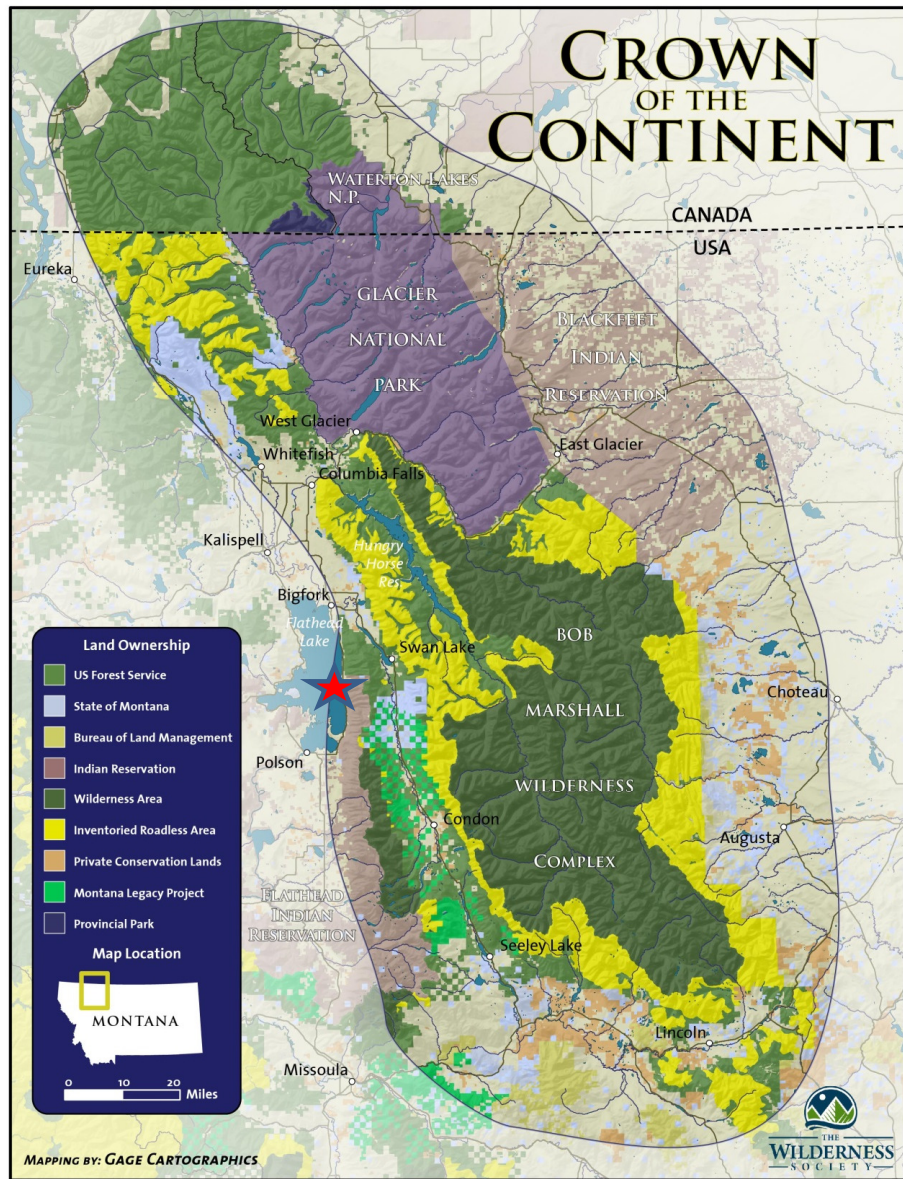 CROWN
OF THE
CONTINENT
WATERTON LAKES
N.P.
CANADA
USA
Eureka
GLACIER
NATIONAL
PARK
BLACKFEET
INDIAN
RESERVATION
West Glacier
East Glacier
Whitefish
Columbia Falls
Kalispell
Hungry
Horse
Res.
Bigfork
Flathead
Lake
Swan Lake
BOB
MARSHALL
WILDERNESS
COMPLEX
Choteau
Polson
Condon
Augusta
FLATHEAD
INDIAN
RESERVATION
Seeley Lake
Lincoln
Missoula
Land Ownership
US Forest Service
State of Montana
Bureau of Land Management
Indian Reservation
Wilderness Area
Inventoried Roadless Area
Private Conservation Lands
Montana Legacy Project
Provincial Park
Map Location
MONTANA
0 10 20
Miles
MAPPING BY: GAGE CARTOGRAPHICS
THE
WILDERNESS
SOCIETY